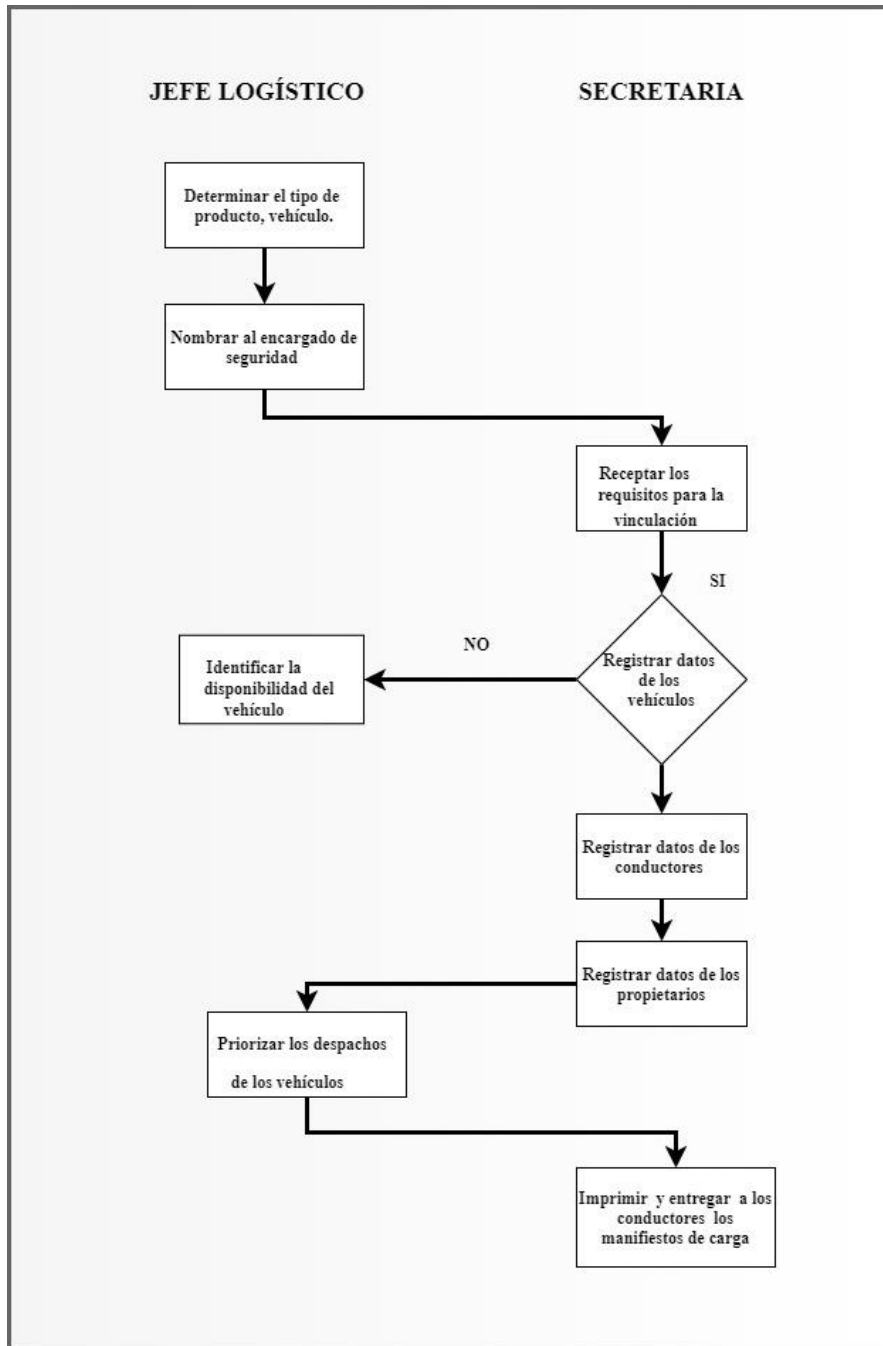 JEFE LOGÍSTICO
SECRETARIA
Determinar el tipo de
producto, vehículo.
Nombrar al encargado de
seguridad
Receptar los
requisitos para la
vinculación
SI
NO
Registrar datos
de los
vehículos
Identificar la
disponibilidad del
vehículo
Registrar datos de los
conductores
Registrar datos de los
propietarios
Priorizar los despachos
de los vehículos
Imprimir y entregar a los
conductores los
manifiestos de carga